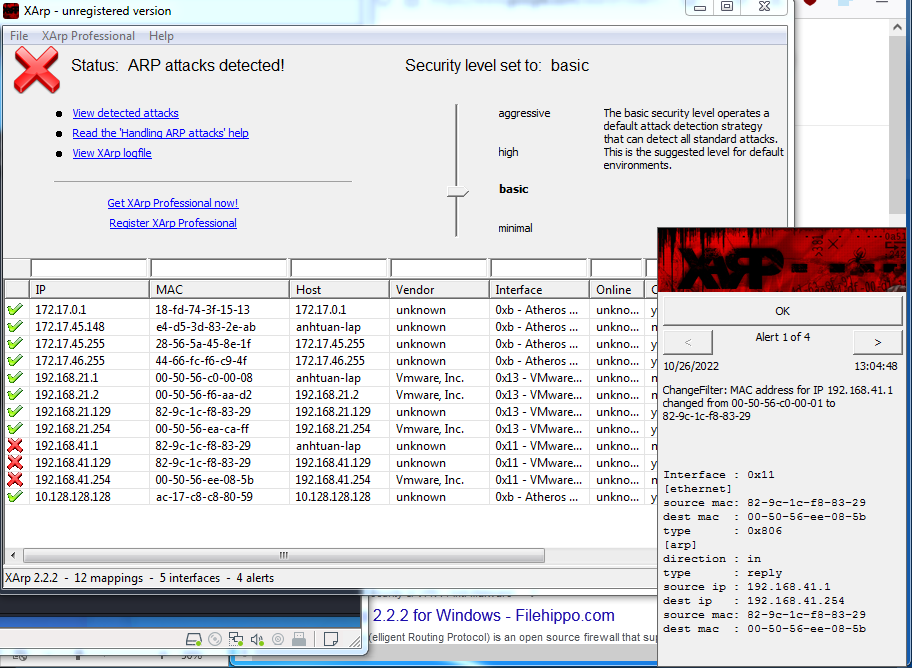 XArp - unregistered version
File XArp Professional Help
Status: ARP attacks detected!
Security level set to: basic
View detected attacks
Read the 'Handling ARP attacks' help
View XArp logfile
Get XArp Professional now!
Register XArp Professional
aggressive
high
basic
minimal
The basic security level operates a
default attack detection strategy
that can detect all standard attacks.
This is the suggested level for default
environments.
IP MAC Host Vendor Interface Online
172.17.0.1 18-fd-74-3f-15-13 172.17.0.1 unknown 0xb - Atheros ... unkno...
172.17.45.148 e4-d5-3d-83-2e-ab anhtuan-lap unknown 0xb - Atheros ... unkno...
172.17.45.255 28-56-5a-45-8e-1f 172.17.45.255 unknown 0xb - Atheros ... unkno...
172.17.46.255 44-66-fc-f6-c9-4f 172.17.46.255 unknown 0xb - Atheros ... unkno...
192.168.21.1 00-50-56-c0-00-08 anhtuan-lap Vmware, Inc. 0x13 - VMware... unkno...
192.168.21.2 00-50-56-f6-aa-d2 192.168.21.2 Vmware, Inc. 0x13 - VMware... unkno...
192.168.21.129 82-9c-1c-f8-83-29 192.168.21.129 unknown 0x13 - VMware... unkno...
192.168.21.254 00-50-56-ea-ca-ff 192.168.21.254 Vmware, Inc. 0x13 - VMware... unkno...
192.168.41.1 82-9c-1c-f8-83-29 anhtuan-lap unknown 0x11 - VMware... unkno...
192.168.41.129 82-9c-1c-f8-83-29 192.168.41.129 unknown 0x11 - VMware... unkno...
192.168.41.254 00-50-56-ee-08-5b 192.168.41.254 Vmware, Inc. 0x11 - VMware... unkno...
10.128.128.128 ac-17-c8-c8-80-59 10.128.128.128 unknown 0xb - Atheros ... unkno...
XArp 2.2.2 - 12 mappings - 5 interfaces - 4 alerts
XArp
OK
< Alert 1 of 4 >
10/26/2022 13:04:48
ChangeFilter: MAC address for IP 192.168.41.1
changed from 00-50-56-c0-00-01 to
82-9c-1c-f8-83-29
Interface : 0x11
[ethernet]
source mac: 82-9c-1c-f8-83-29
dest mac : 00-50-56-ee-08-5b
type : 0x806
[arp]
direction : in
type : reply
source ip : 192.168.41.1
dest ip : 192.168.41.254
source mac: 82-9c-1c-f8-83-29
dest mac : 00-50-56-ee-08-5b
2.2.2 for Windows - Filehippo.com
elligent Routing Protocol) is an open source firewall that sup